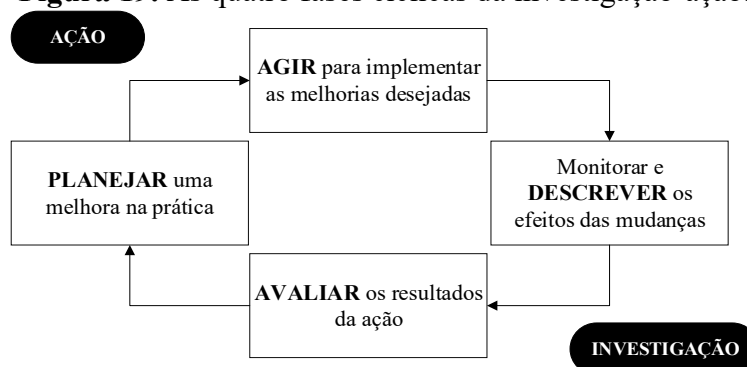 Figura 19: As quatro fases cíclicas da investigação-ação.
AÇÃO
AGIR para implementar
as melhorias desejadas
PLANEJAR uma
melhora na prática
Monitorar e
DESCREVER os
efeitos das mudanças
AVALIAR os resultados
da ação
INVESTIGAÇÃO